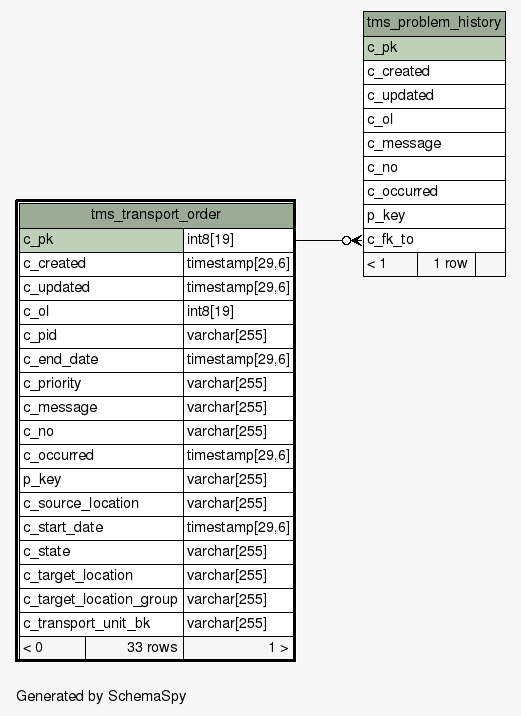 tms_problem_history
c_pk
c_created
c_updated
c_ol
c_message
c_no
c_occurred
p_key
c_fk_to
< 1 1 row
tms_transport_order
c_pk int8[19]
c_created timestamp[29,6]
c_updated timestamp[29,6]
c_ol int8[19]
c_pid varchar[255]
c_end_date timestamp[29,6]
c_priority varchar[255]
c_message varchar[255]
c_no varchar[255]
c_occurred timestamp[29,6]
p_key varchar[255]
c_source_location varchar[255]
c_start_date timestamp[29,6]
c_state varchar[255]
c_target_location varchar[255]
c_target_location_group varchar[255]
c_transport_unit_bk varchar[255]
< 0 33 rows 1 >
Generated by SchemaSpy